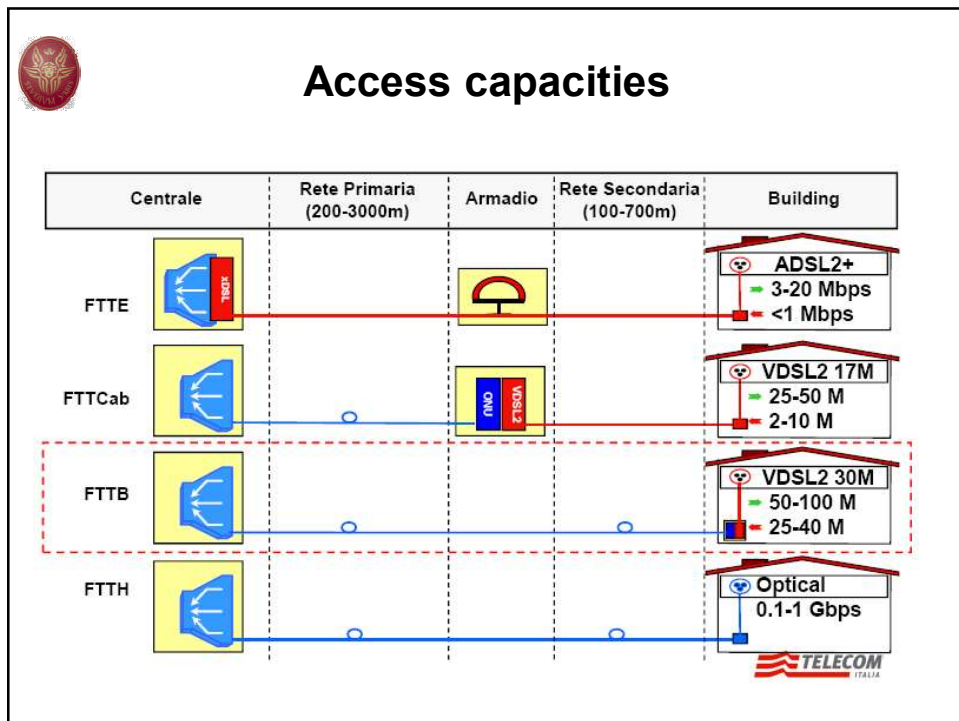 Access capacities
Centrale
Rete Primaria
(200-3000m)
Armadio
Rete Secondaria
(100-700m)
Building
FTTE
xDSL
ADSL2+
3-20 Mbps
<1 Mbps
FTTCab
ONU
VDSL2
VDSL2 17M
25-50 M
2-10 M
FTTB
VDSL2 30M
50-100 M
25-40 M
FTTH
Optical
0.1-1 Gbps
TELECOM
ITALIA